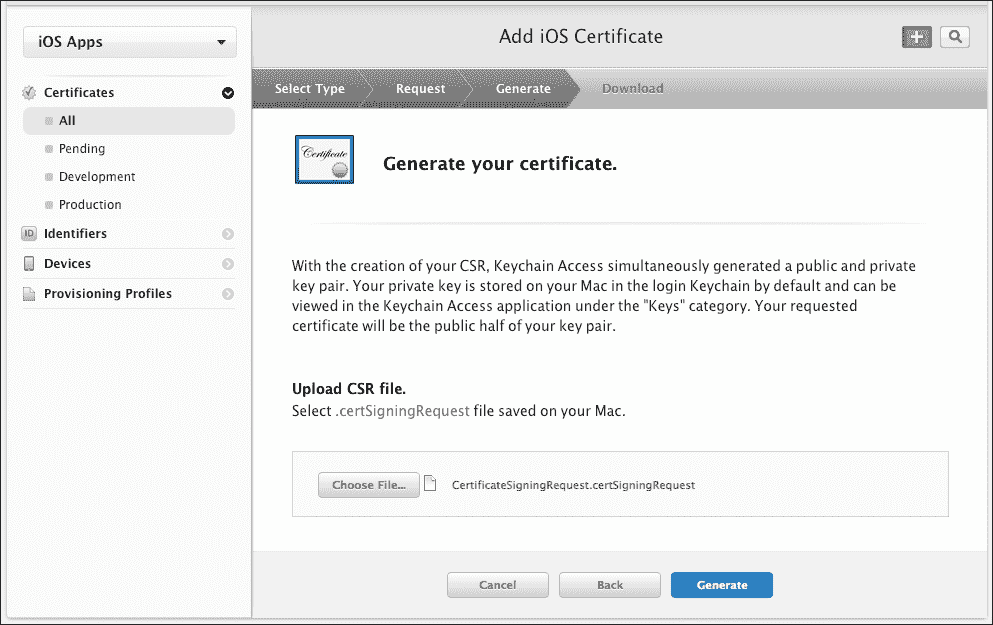 iOS Apps
Add iOS Certificate
Certificates
All
Pending
Development
Production
ID Identifiers
Devices
Provisioning Profiles
Select Type Request Generate Download
Certificate
Generate your certificate.
With the creation of your CSR, Keychain Access simultaneously generated a public and private
key pair. Your private key is stored on your Mac in the login Keychain by default and can be
viewed in the Keychain Access application under the "Keys" category. Your requested
certificate will be the public half of your key pair.
Upload CSR file.
Select .certSigningRequest file saved on your Mac.
Choose File... CertificateSigningRequest.certSigningRequest
Cancel Back Generate